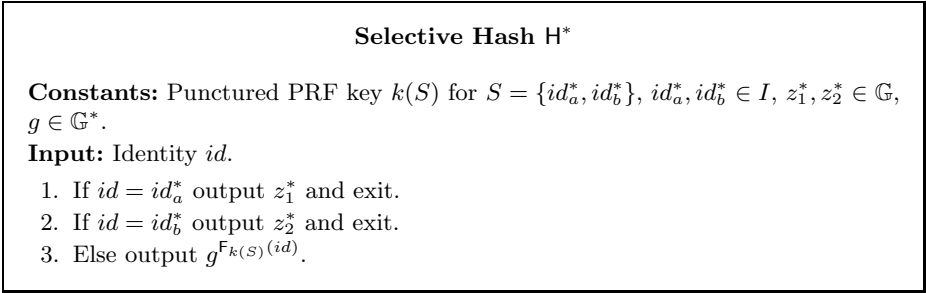 Selective Hash H*
Constants: Punctured PRF key k(S) for S = {id*_a, id*_b}, id*_a, id*_b ∈ I, z*_1, z*_2 ∈ 𝔾,
g ∈ 𝔾*.
Input: Identity id.
1. If id = id*_a output z*_1 and exit.
2. If id = id*_b output z*_2 and exit.
3. Else output g^{F_{k(S)}(id)}.